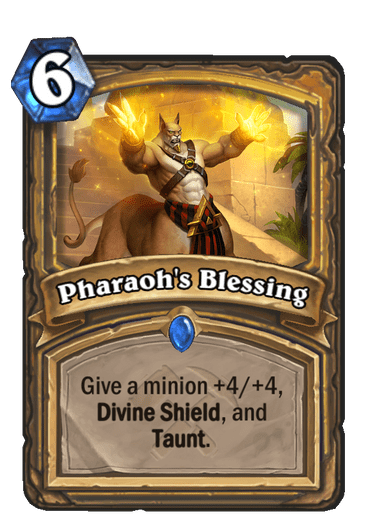 6
Pharaoh's Blessing
Give a minion +4/+4,
Divine Shield, and
Taunt.